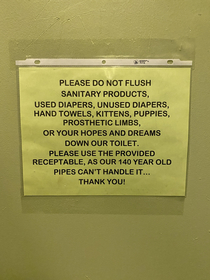 PLEASE DO NOT FLUSH
SANITARY PRODUCTS,
USED DIAPERS, UNUSED DIAPERS,
HAND TOWELS, KITTENS, PUPPIES,
PROSTHETIC LIMBS,
OR YOUR HOPES AND DREAMS
DOWN OUR TOILET.
PLEASE USE THE PROVIDED
RECEPTABLE, AS OUR 140 YEAR OLD
PIPES CAN'T HANDLE IT...
THANK YOU!